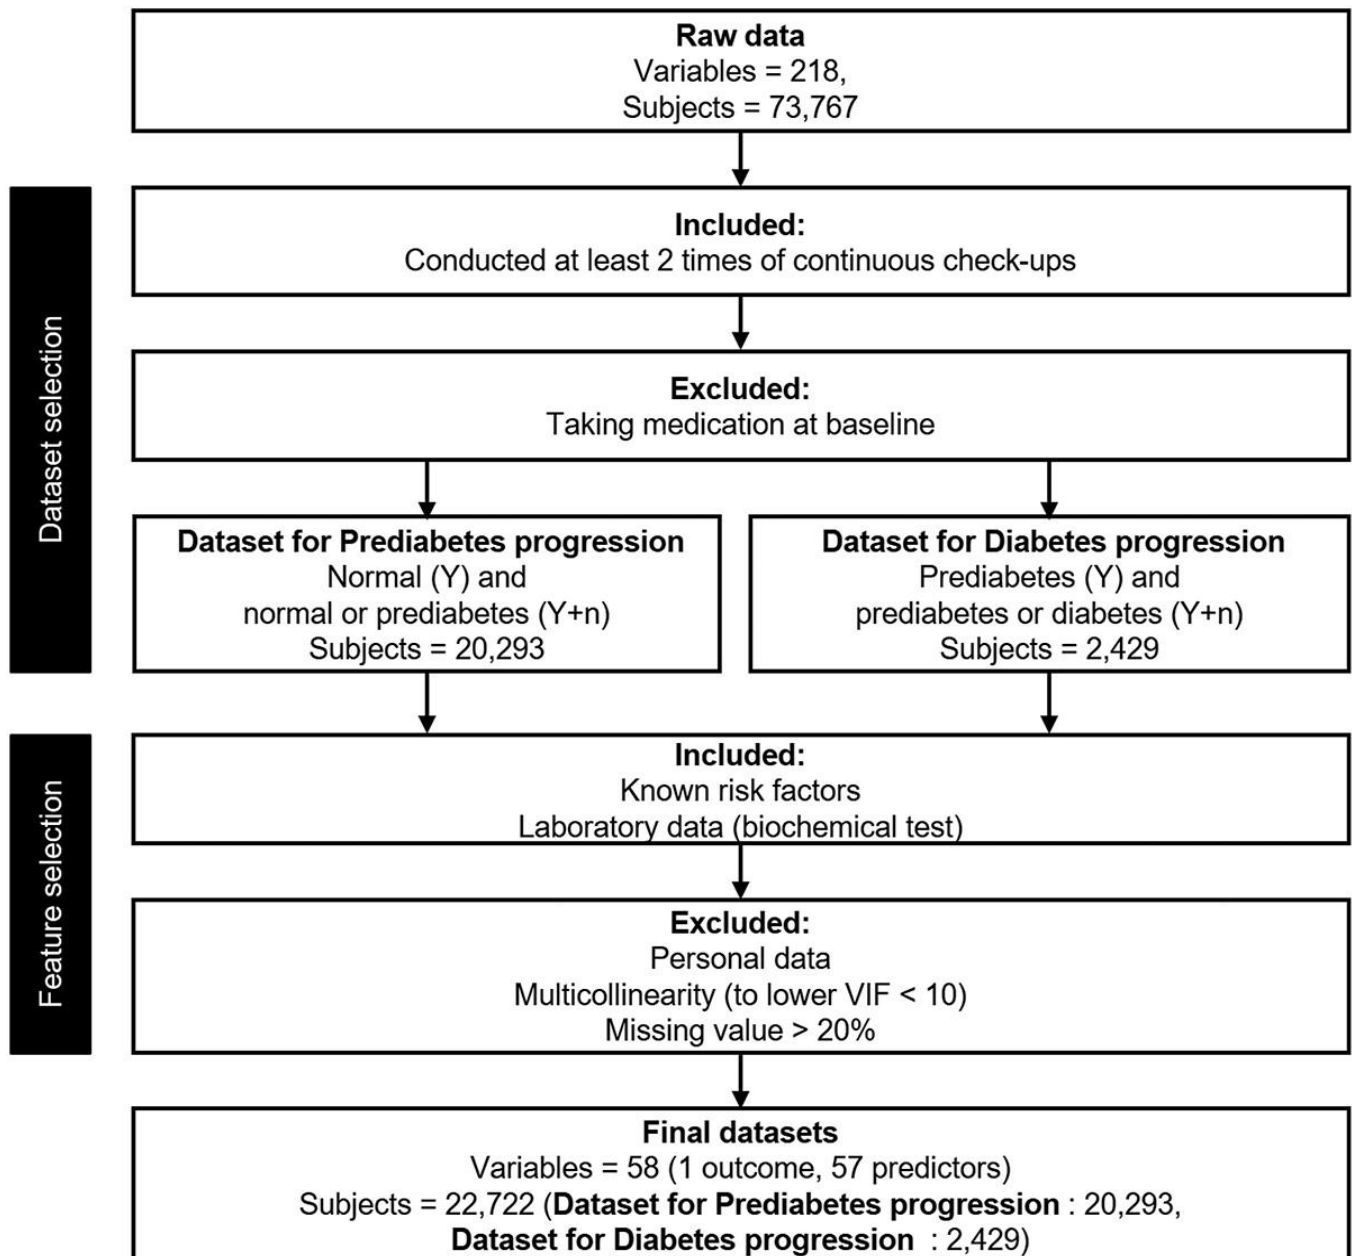 Raw data
Variables = 218,
Subjects = 73,767
Dataset selection
Included:
Conducted at least 2 times of continuous check-ups
Excluded:
Taking medication at baseline
Dataset for Prediabetes progression
Normal (Y) and
normal or prediabetes (Y+n)
Subjects = 20,293
Dataset for Diabetes progression
Prediabetes (Y) and
prediabetes or diabetes (Y+n)
Subjects = 2,429
Feature selection
Included:
Known risk factors
Laboratory data (biochemical test)
Excluded:
Personal data
Multicollinearity (to lower VIF < 10)
Missing value > 20%
Final datasets
Variables = 58 (1 outcome, 57 predictors)
Subjects = 22,722 (Dataset for Prediabetes progression : 20,293,
Dataset for Diabetes progression : 2,429)